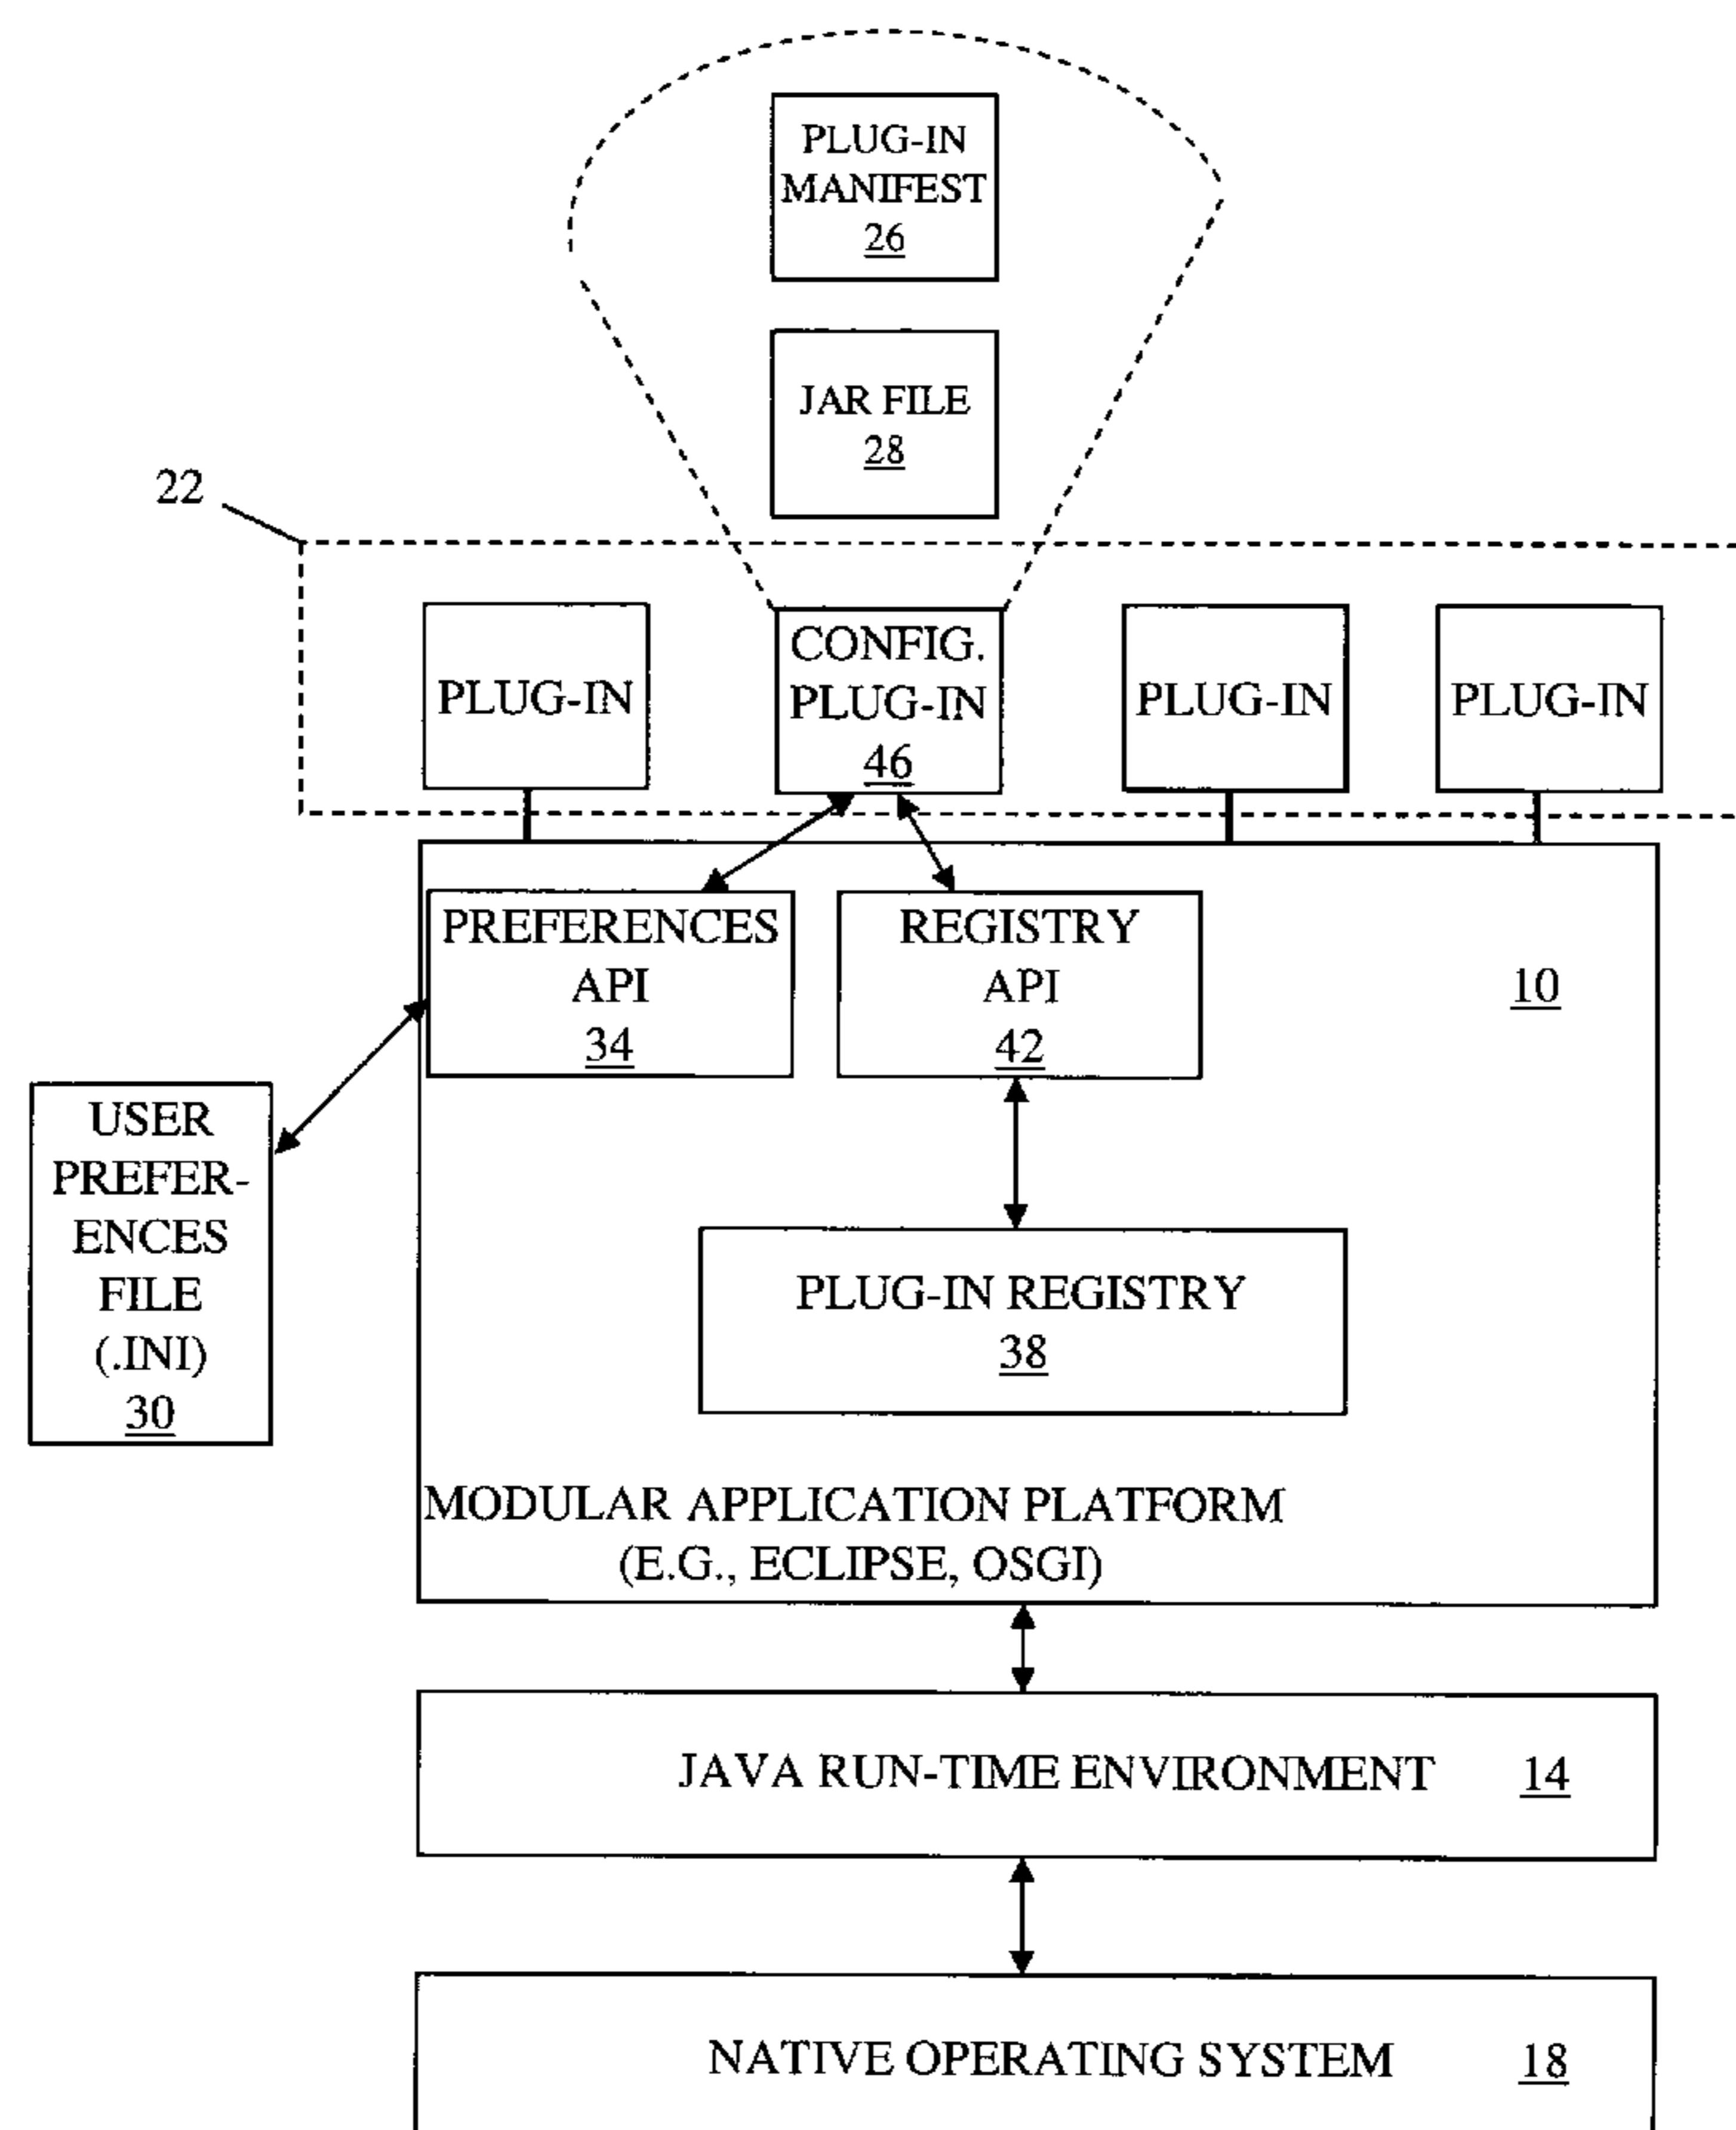 PLUG-IN
MANIFEST
26
JAR FILE
28
22
PLUG-IN
CONFIG.
PLUG-IN
46
PLUG-IN
PLUG-IN
PREFERENCES
API
34
REGISTRY
API
42
10
USER
PREFER-
ENCES
FILE
(.INI)
30
PLUG-IN REGISTRY
38
MODULAR APPLICATION PLATFORM
(E.G., ECLIPSE, OSGI)
JAVA RUN-TIME ENVIRONMENT 14
NATIVE OPERATING SYSTEM 18